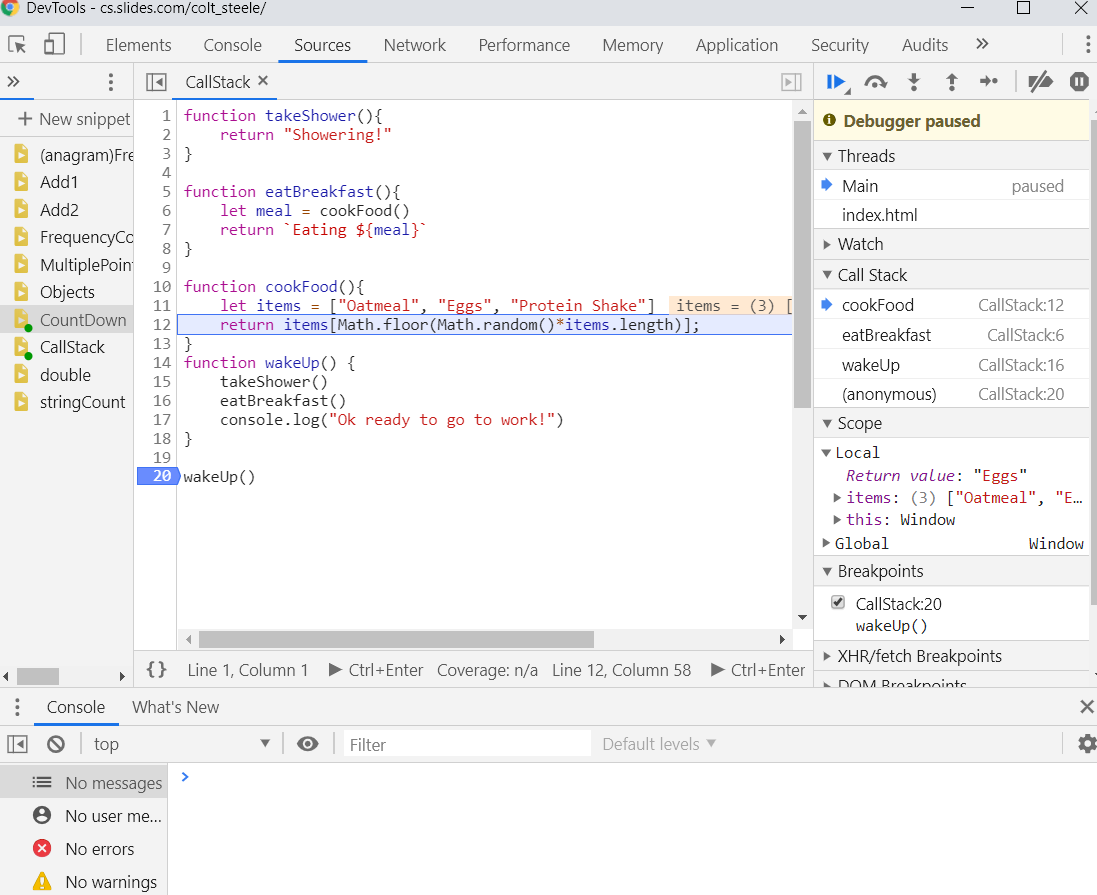 DevTools - cs.slides.com/colt_steele/
Elements Console Sources Network Performance Memory Application Security Audits »
» CallStack ×
+ New snippet
(anagram)Fre
Add1
Add2
FrequencyCo
MultiplePoin
Objects
CountDown
CallStack
double
stringCount
1 function takeShower(){
2     return "Showering!"
3 }
4
5 function eatBreakfast(){
6     let meal = cookFood()
7     return `Eating ${meal}`
8 }
9
10 function cookFood(){
11     let items = ["Oatmeal", "Eggs", "Protein Shake"] items = (3) [
12     return items[Math.floor(Math.random()*items.length)];
13 }
14 function wakeUp() {
15     takeShower()
16     eatBreakfast()
17     console.log("Ok ready to go to work!")
18 }
19
20 wakeUp()
{} Line 1, Column 1 Ctrl+Enter Coverage: n/a Line 12, Column 58 Ctrl+Enter
Debugger paused
Threads
Main paused
index.html
Watch
Call Stack
cookFood CallStack:12
eatBreakfast CallStack:6
wakeUp CallStack:16
(anonymous) CallStack:20
Scope
Local
Return value: "Eggs"
items: (3) ["Oatmeal", "E…
this: Window
Global Window
Breakpoints
CallStack:20
wakeUp()
XHR/fetch Breakpoints
DOM Breakpoints
Console What's New
top Filter Default levels
No messages
No user me...
No errors
No warnings
>